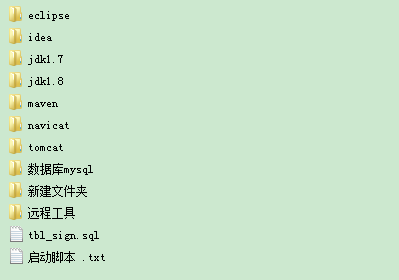 eclipse
idea
jdk1.7
jdk1.8
maven
navicat
tomcat
数据库mysql
新建文件夹
远程工具
tbl_sign.sql
启动脚本 .txt